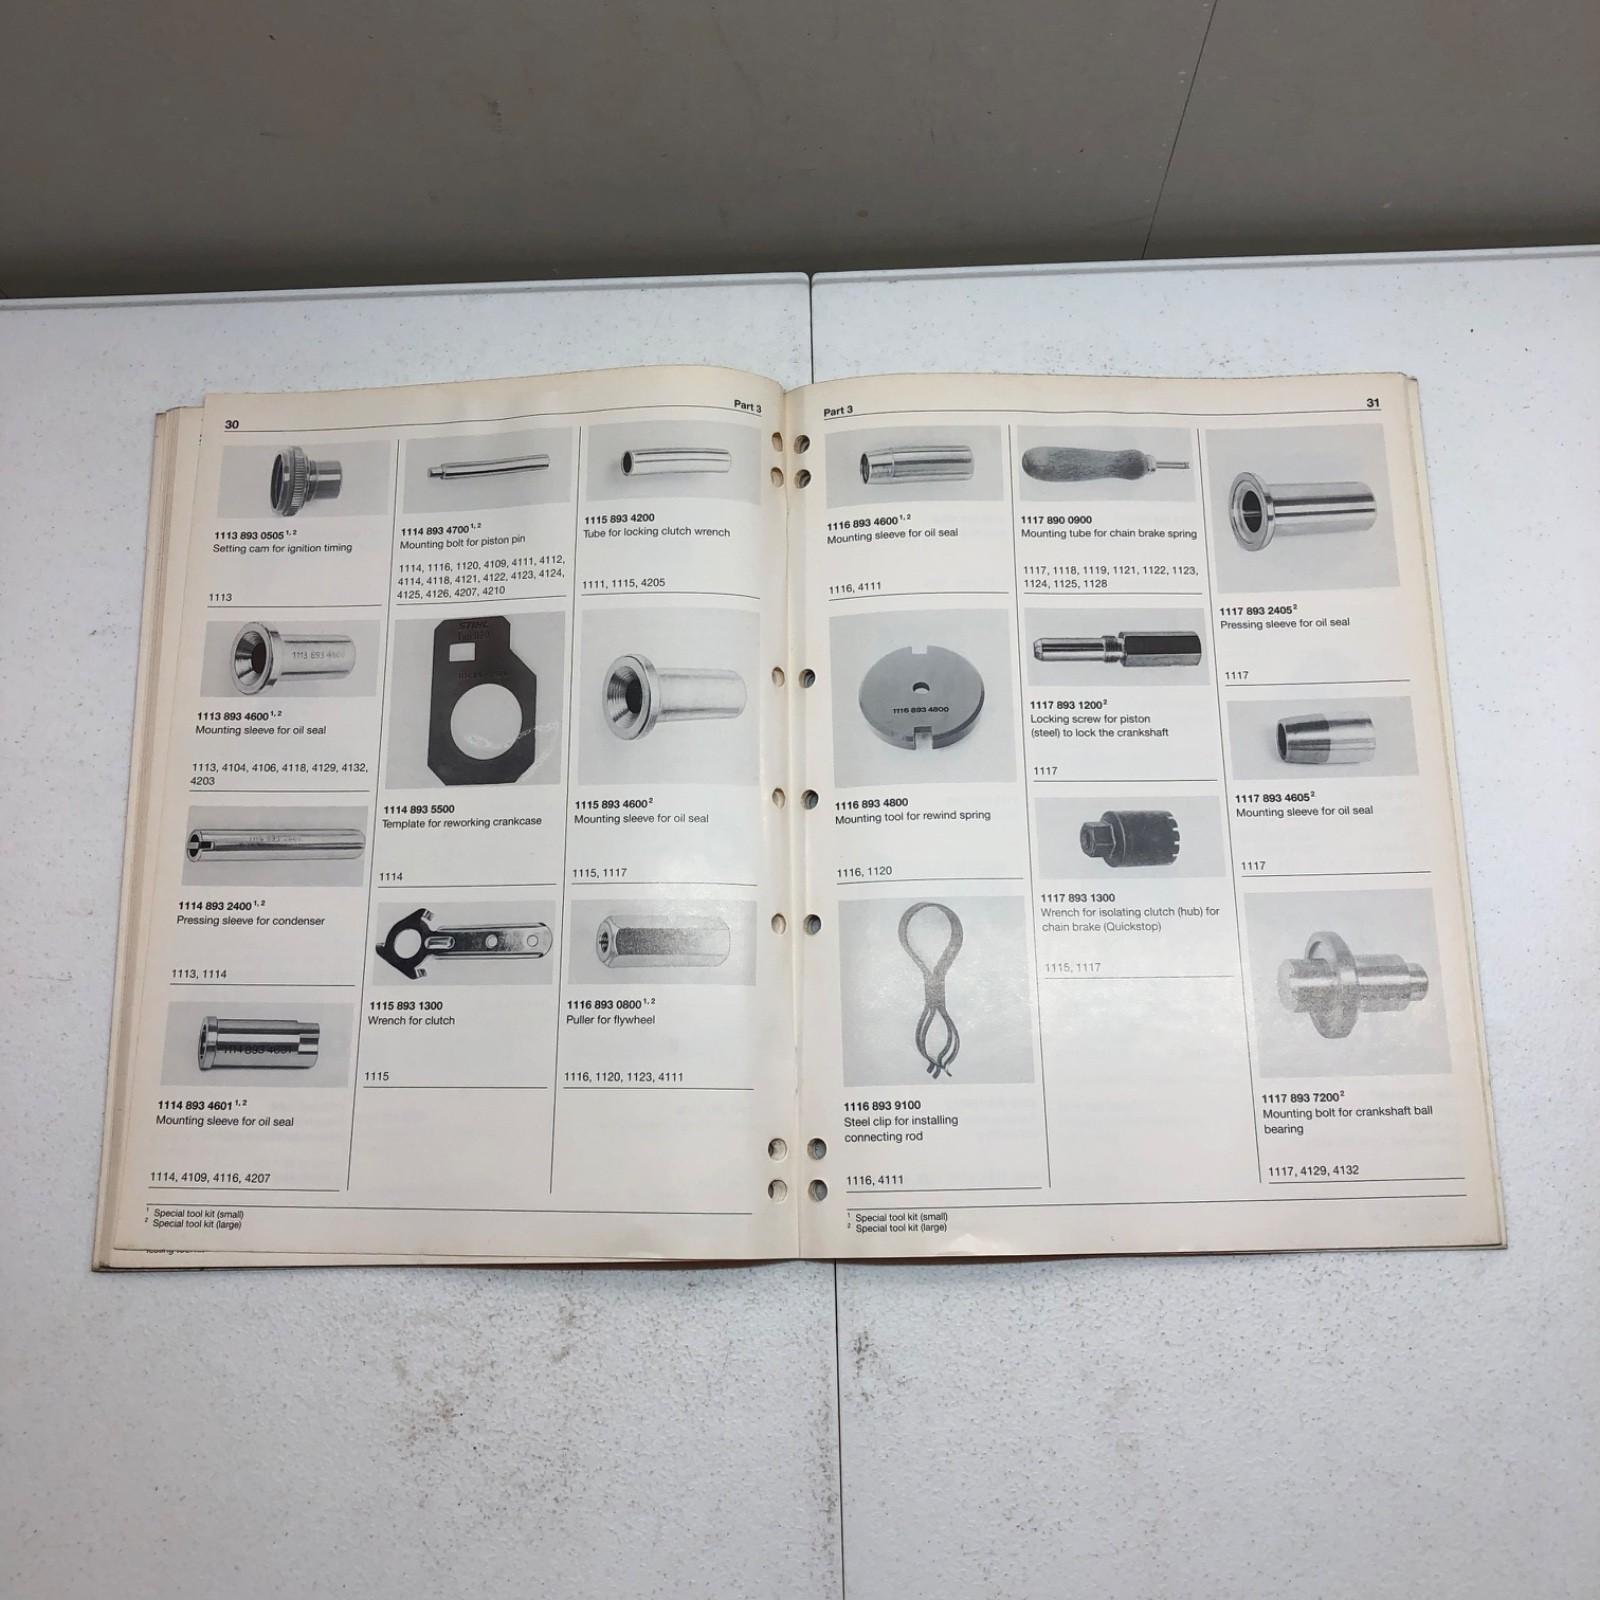 30
Part 3
1113 893 0505 1, 2
Setting cam for ignition timing
1113
1113 893 4600
1113 893 4600 1, 2
Mounting sleeve for oil seal
1113, 4104, 4106, 4118, 4129, 4132,
4203
1114 893 2400 1, 2
Pressing sleeve for condenser
1113, 1114
1114 893 4601
1114 893 4601 1, 2
Mounting sleeve for oil seal
1114, 4109, 4116, 4207
1114 893 4700 1, 2
Mounting bolt for piston pin
1114, 1116, 1120, 4109, 4111, 4112,
4114, 4118, 4121, 4122, 4123, 4124,
4125, 4126, 4207, 4210
STIHL
1114 893 5500
Template for reworking crankcase
1114
1115 893 1300
Wrench for clutch
1115
1115 893 4200
Tube for locking clutch wrench
1111, 1115, 4205
1115 893 4600 2
Mounting sleeve for oil seal
1115, 1117
1116 893 0800 1, 2
Puller for flywheel
1116, 1120, 1123, 4111
1 Special tool kit (small)
2 Special tool kit (large)
Part 3
31
1116 893 4600 1, 2
Mounting sleeve for oil seal
1116, 4111
1116 893 4800
1116 893 4800
Mounting tool for rewind spring
1116, 1120
1116 893 9100
Steel clip for installing
connecting rod
1116, 4111
1117 890 0900
Mounting tube for chain brake spring
1117, 1118, 1119, 1121, 1122, 1123,
1124, 1125, 1128
1117 893 1200 2
Locking screw for piston
(steel) to lock the crankshaft
1117
1117 893 1300
Wrench for isolating clutch (hub) for
chain brake (Quickstop)
1115, 1117
1117 893 2405 2
Pressing sleeve for oil seal
1117
1117 893 4605 2
Mounting sleeve for oil seal
1117
1117 893 7200 2
Mounting bolt for crankshaft ball
bearing
1117, 4129, 4132
1 Special tool kit (small)
2 Special tool kit (large)